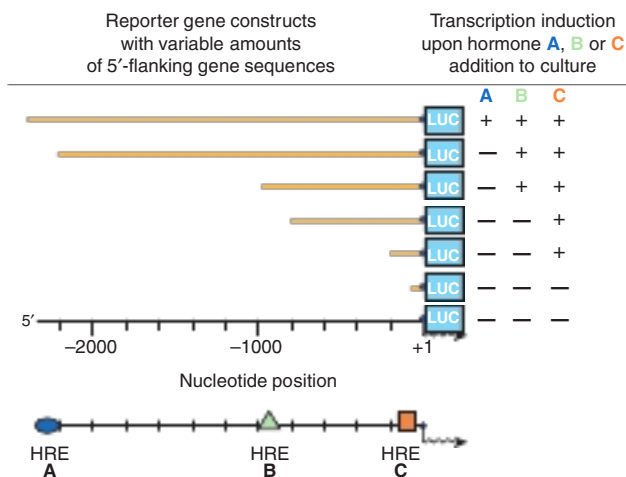 Reporter gene constructs
with variable amounts
of 5′-flanking gene sequences
Transcription induction
upon hormone A, B or C
addition to culture
A B C
LUC + + +
LUC — + +
LUC — + +
LUC — — +
LUC — — +
LUC — — —
5′ LUC — — —
–2000 –1000 +1
Nucleotide position
HRE HRE HRE
A B C